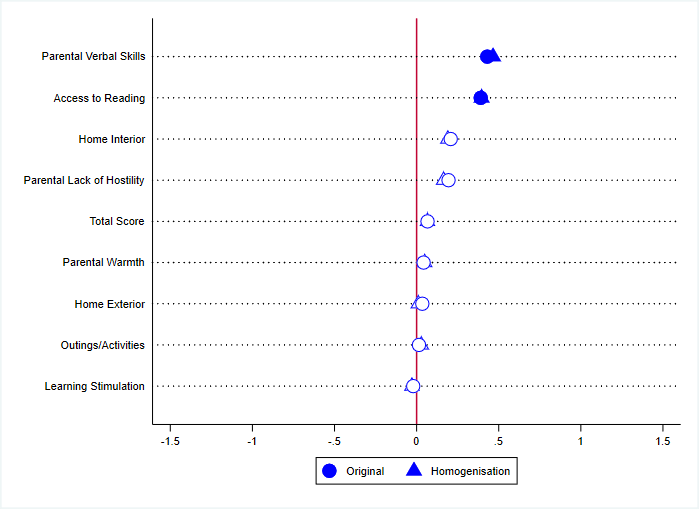 Parental Verbal Skills
Access to Reading
Home Interior
Parental Lack of Hostility
Total Score
Parental Warmth
Home Exterior
Outings/Activities
Learning Stimulation
-1.5 -1 -.5 0 .5 1 1.5
Original Homogenisation